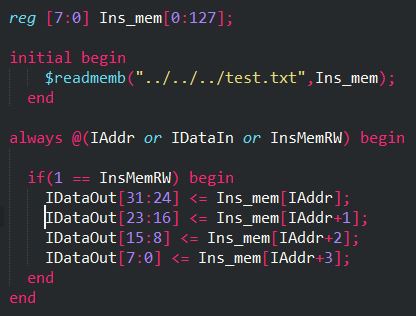 reg [7:0] Ins_mem[0:127];
initial begin
$readmemb("../../../test.txt",Ins_mem);
end
always @(IAddr or IDataIn or InsMemRW) begin
if(1 == InsMemRW) begin
IDataOut[31:24] <= Ins_mem[IAddr];
IDataOut[23:16] <= Ins_mem[IAddr+1];
IDataOut[15:8] <= Ins_mem[IAddr+2];
IDataOut[7:0] <= Ins_mem[IAddr+3];
end
end